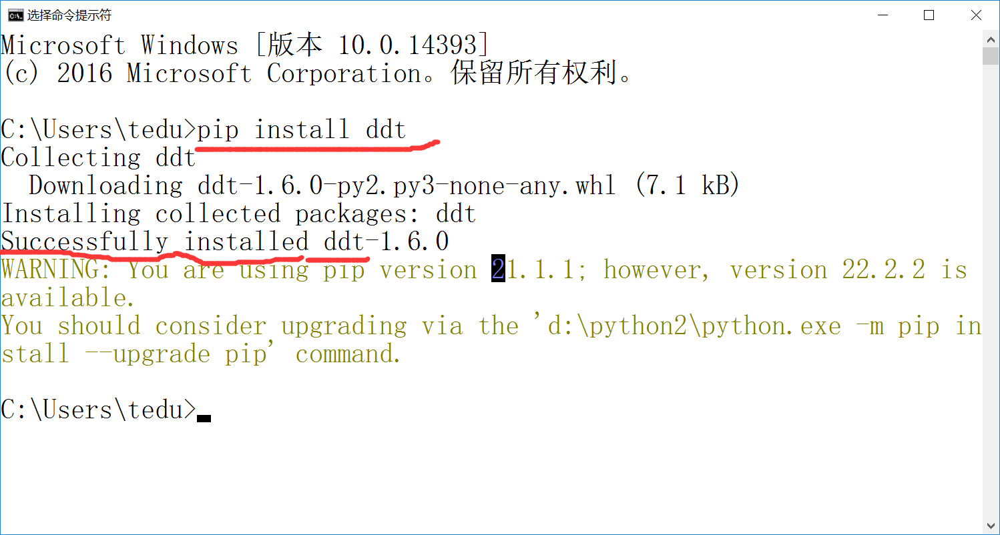 选择命令提示符
Microsoft Windows [版本 10.0.14393]
(c) 2016 Microsoft Corporation。保留所有权利。
C:\Users\tedu>pip install ddt
Collecting ddt
  Downloading ddt-1.6.0-py2.py3-none-any.whl (7.1 kB)
Installing collected packages: ddt
Successfully installed ddt-1.6.0
WARNING: You are using pip version 21.1.1; however, version 22.2.2 is
available.
You should consider upgrading via the 'd:\python2\python.exe -m pip in
stall --upgrade pip' command.
C:\Users\tedu>